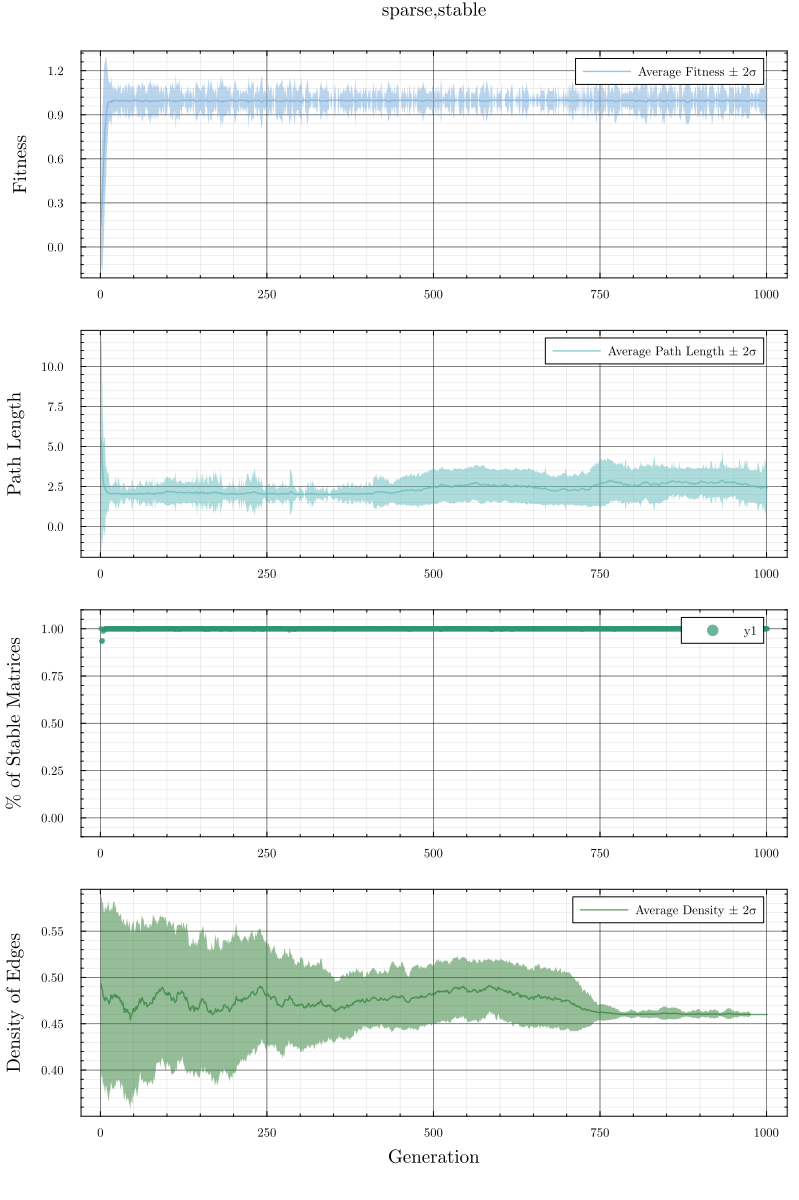 sparse,stable
Average Fitness ± 2σ
Fitness
1.2
0.9
0.6
0.3
0.0
0 250 500 750 1000
Average Path Length ± 2σ
Path Length
10.0
7.5
5.0
2.5
0.0
0 250 500 750 1000
y1
% of Stable Matrices
1.00
0.75
0.50
0.25
0.00
0 250 500 750 1000
Average Density ± 2σ
Density of Edges
0.55
0.50
0.45
0.40
0 250 500 750 1000
Generation